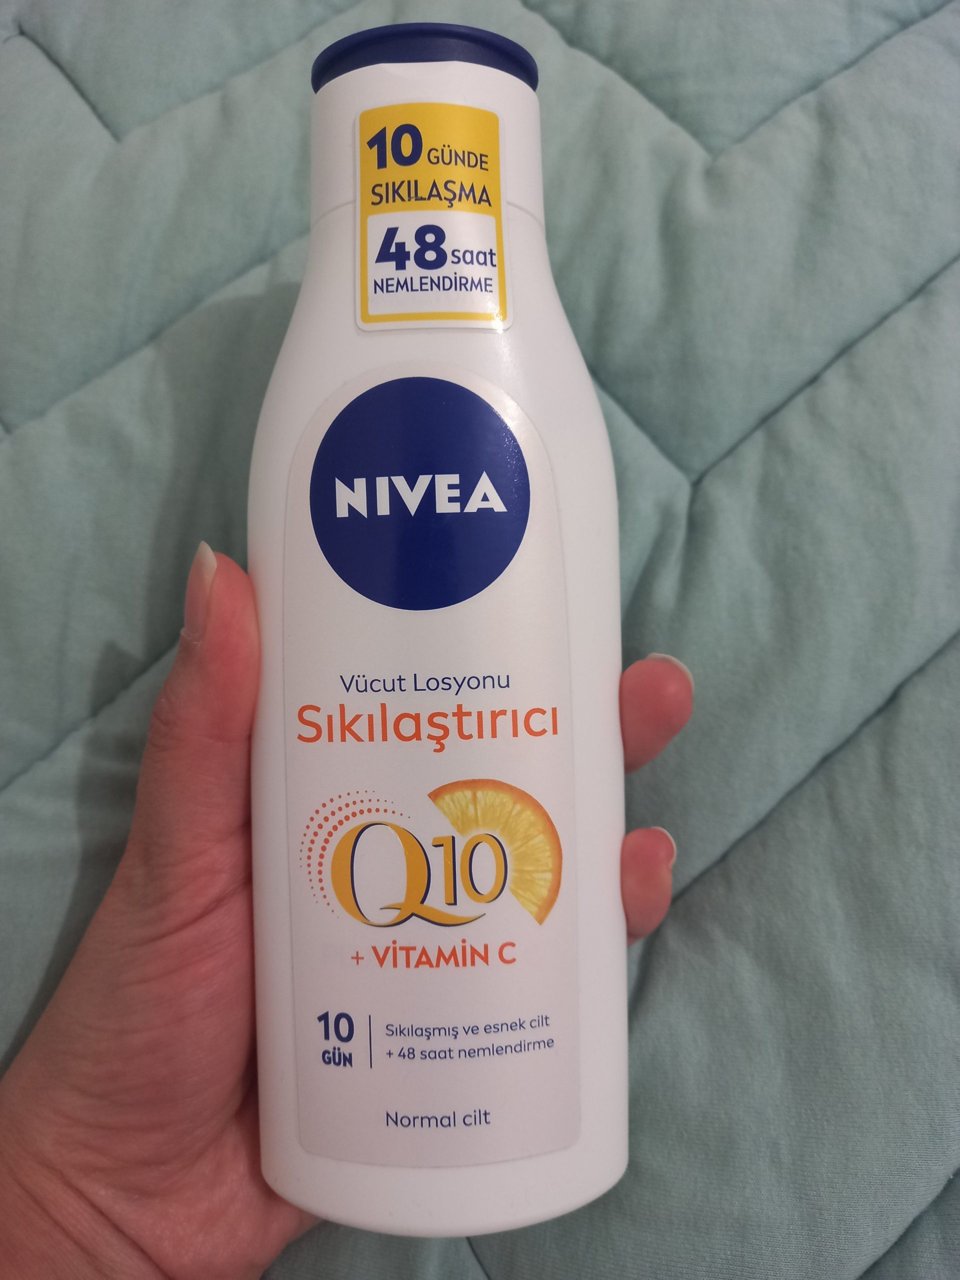 10 GÜNDE
SIKILAŞMA
48 saat
NEMLENDİRME
NIVEA
Vücut Losyonu
Sıkılaştırıcı
Q10
+ VİTAMİN C
10
GÜN
Sıkılaşmış ve esnek cilt
+ 48 saat nemlendirme
Normal cilt